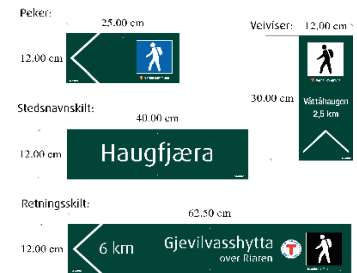 Peker:
25.00 cm
12.00 cm
Veiviser:
12,00 cm
30.00 cm
Våttåhaugen
2,5 km
Stedsnavnskilt:
40.00 cm
12.00 cm
Haugfjæra
Retningsskilt:
62.50 cm
12.00 cm
6 km
Gjevilvasshytta
over Riaren
T